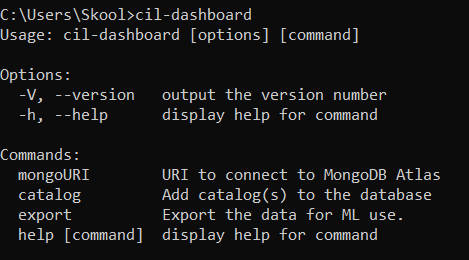 C:\Users\Skool>cil-dashboard
Usage: cil-dashboard [options] [command]

Options:
  -V, --version   output the version number
  -h, --help      display help for command

Commands:
  mongoURI        URI to connect to MongoDB Atlas
  catalog         Add catalog(s) to the database
  export          Export the data for ML use.
  help [command]  display help for command